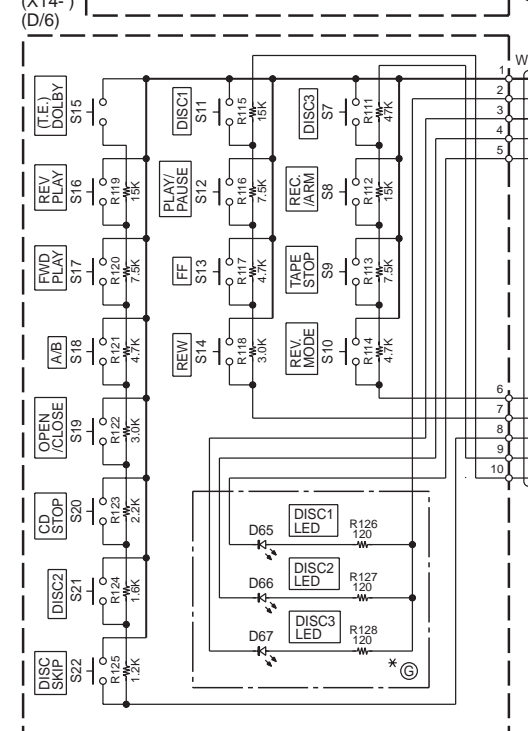 (X14- )
(D/6)
W
1
2
3
4
5
6
7
8
9
10
(T.E.)
DOLBY
S15
REV.
PLAY
S16
R119
15K
FWD
PLAY
S17
R120
7.5K
A/B
S18
R121
4.7K
OPEN
/CLOSE
S19
R122
3.0K
CD
STOP
S20
R123
2.2K
DISC2
S21
R124
1.6K
DISC
SKIP
S22
R125
1.2K
DISC1
S11
R115
15K
PLAY/
PAUSE
S12
R116
7.5K
FF
S13
R117
4.7K
REW
S14
R118
3.0K
DISC3
S7
R111
47K
REC.
/ARM
S8
R112
15K
TAPE
STOP
S9
R113
7.5K
REV.
MODE
S10
R114
4.7K
D65
DISC1
LED
R126
120
D66
DISC2
LED
R127
120
D67
DISC3
LED
R128
120
* G